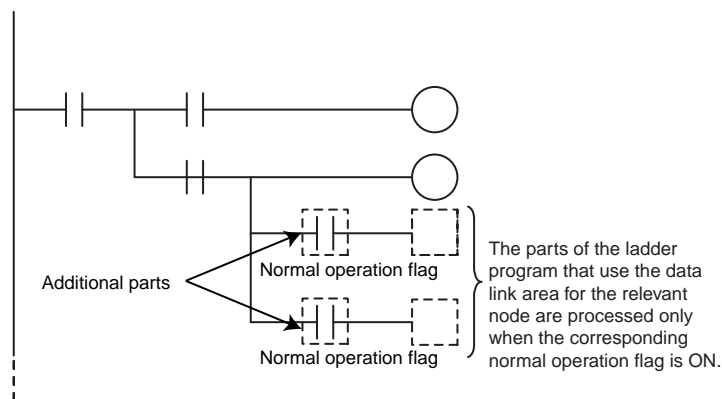 Normal operation flag
Additional parts
Normal operation flag
The parts of the ladder
program that use the data
link area for the relevant
node are processed only
when the corresponding
normal operation flag is ON.